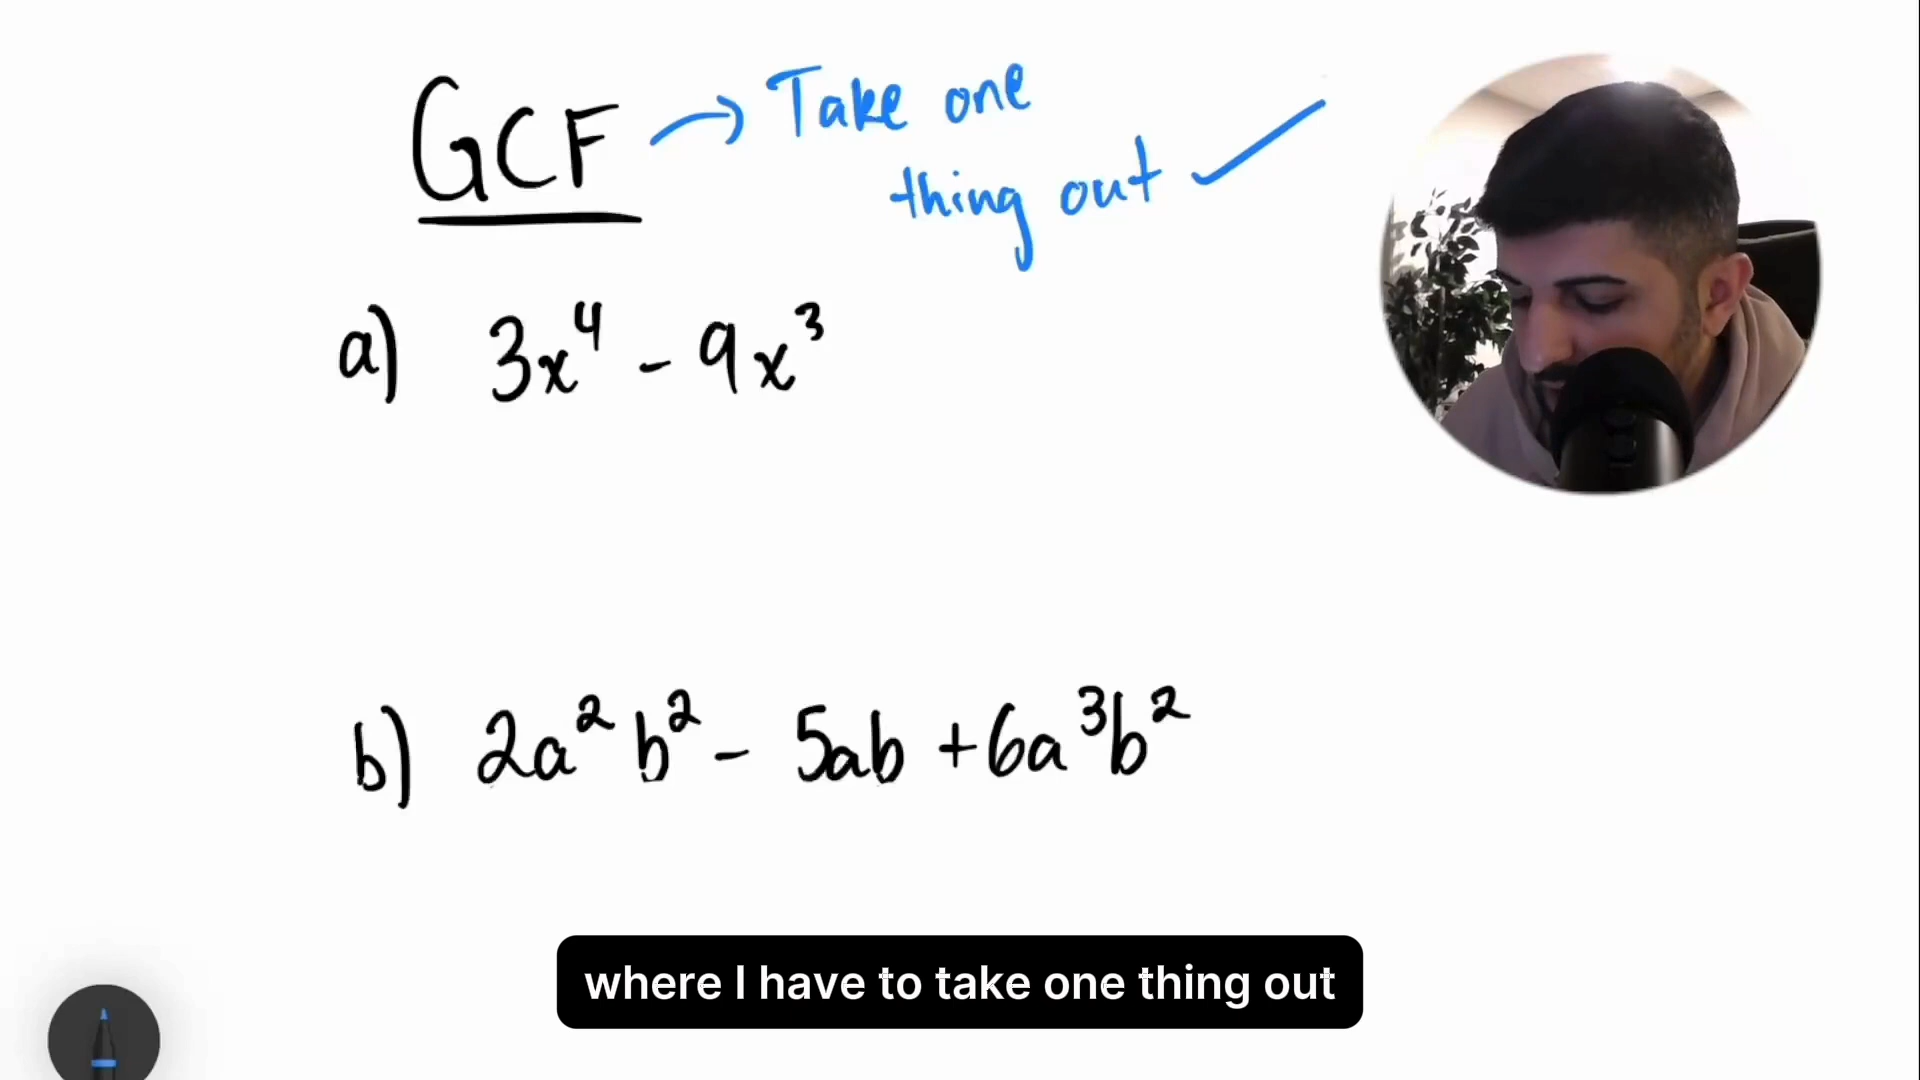 GCF → Take one
thing out ✓
a) 3x⁴ - 9x³
b) 2a²b² - 5ab + 6a³b²
where I have to take one thing out